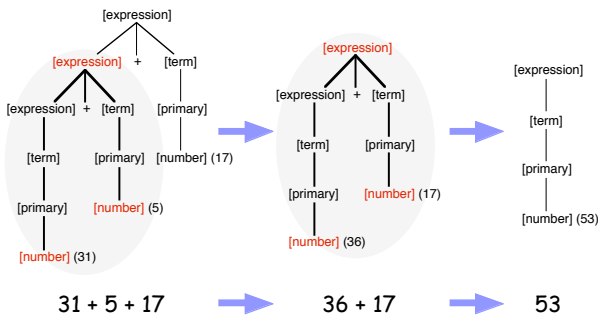 [expression]
[expression] + [term]
[expression] + [term] [primary]
[term] [primary] [number] (17)
[primary] [number] (5)
[number] (31)
31 + 5 + 17
[expression]
[expression] + [term]
[term] [primary]
[primary] [number] (17)
[number] (36)
36 + 17
[expression]
[term]
[primary]
[number] (53)
53